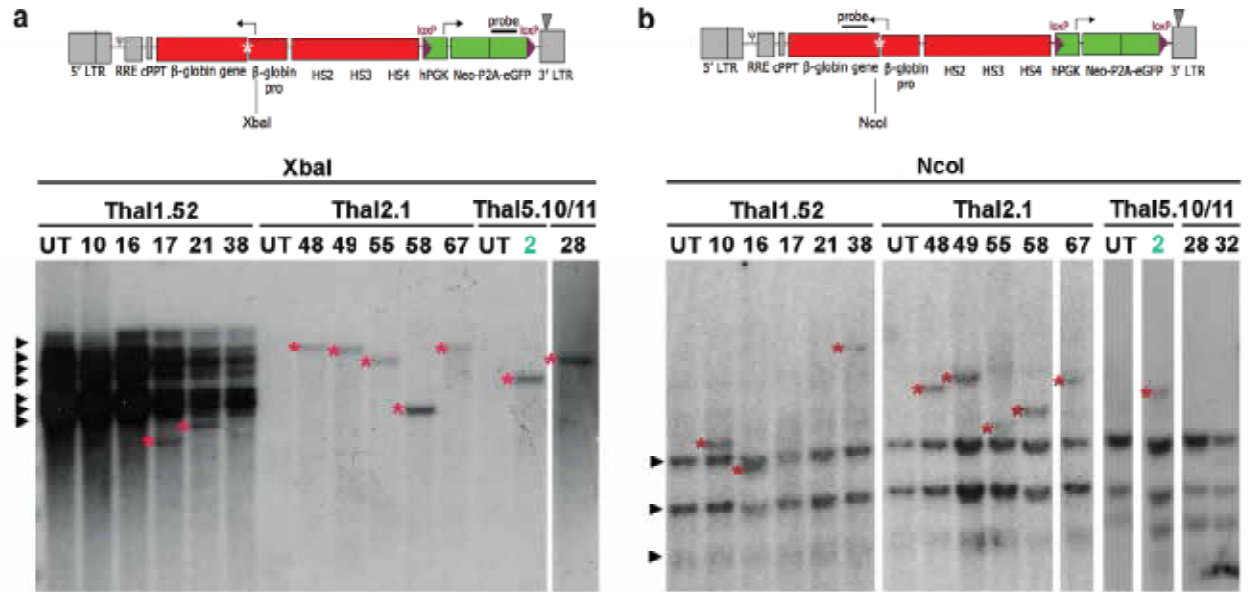 a
probe
loxP
loxP
Ψ
*
5' LTR RRE cPPT β-globin gene β-globin pro HS2 HS3 HS4 hPGK Neo-P2A-eGFP 3' LTR
XbaI
XbaI
Thal1.52 Thal2.1 Thal5.10/11
UT 10 16 17 21 38 UT 48 49 55 58 67 UT 2 28
* * * * * * * * *
b
probe
loxP
loxP
Ψ
*
5' LTR RRE cPPT β-globin gene β-globin pro HS2 HS3 HS4 hPGK Neo-P2A-eGFP 3' LTR
NcoI
NcoI
Thal1.52 Thal2.1 Thal5.10/11
UT 10 16 17 21 38 UT 48 49 55 58 67 UT 2 28 32
* * * * * * * * *